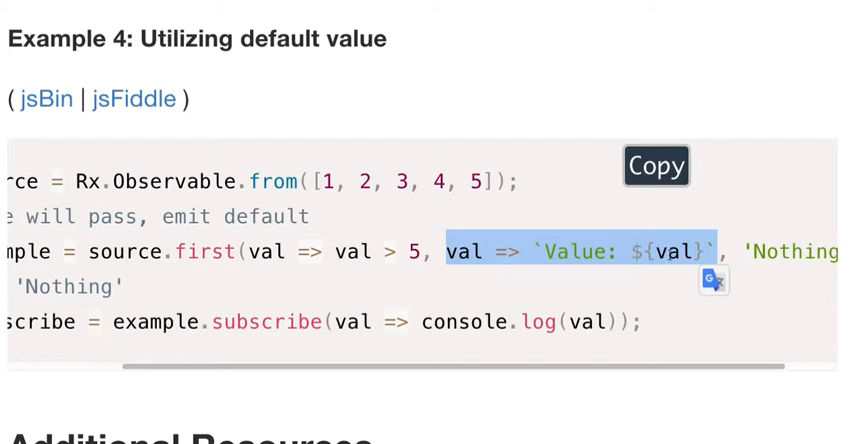 Example 4: Utilizing default value
( jsBin | jsFiddle )
Copy
rce = Rx.Observable.from([1, 2, 3, 4, 5]);
e will pass, emit default
mple = source.first(val => val > 5, val => `Value: ${val}`, 'Nothing
'Nothing'
scribe = example.subscribe(val => console.log(val));
Additional Resources